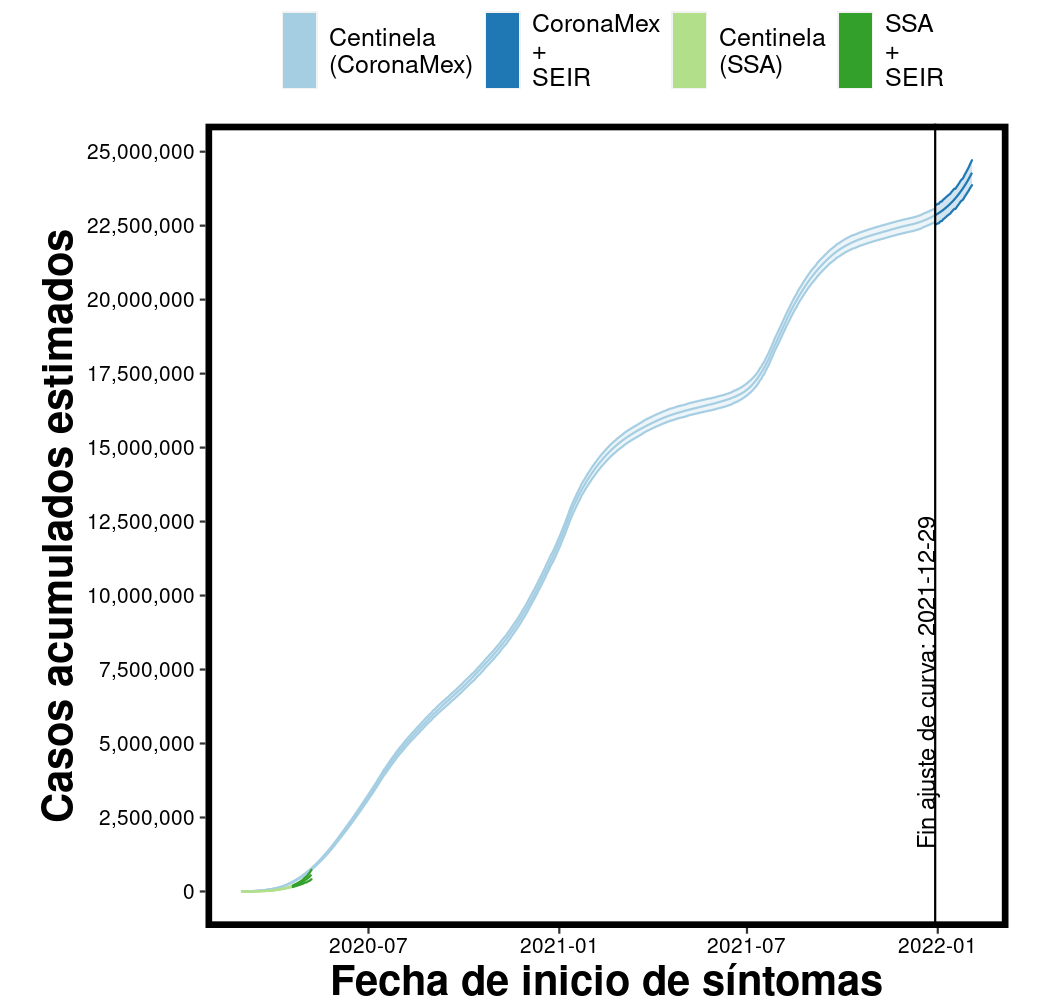 Centinela
(CoronaMex)
CoronaMex
+
SEIR
Centinela
(SSA)
SSA
+
SEIR
Casos acumulados estimados
25,000,000
22,500,000
20,000,000
17,500,000
15,000,000
12,500,000
10,000,000
7,500,000
5,000,000
2,500,000
0
Fin ajuste de curva: 2021-12-29
2020-07
2021-01
2021-07
2022-01
Fecha de inicio de síntomas